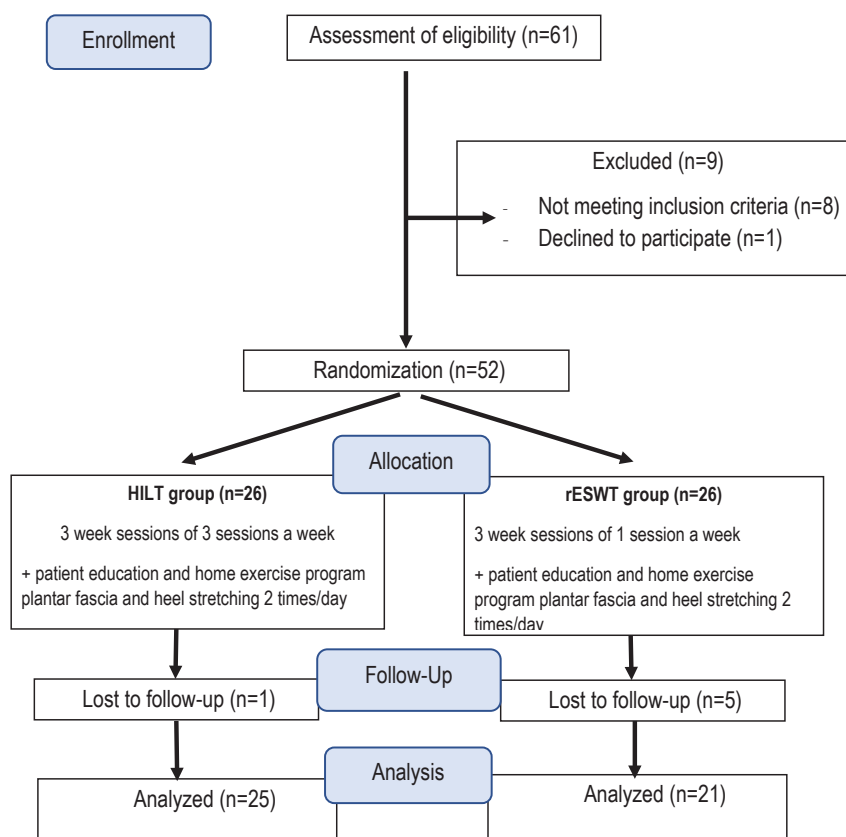 Enrollment
Assessment of eligibility (n=61)
Excluded (n=9)
- Not meeting inclusion criteria (n=8)
- Declined to participate (n=1)
Randomization (n=52)
Allocation
HILT group (n=26)
3 week sessions of 3 sessions a week
+ patient education and home exercise program
plantar fascia and heel stretching 2 times/day
rESWT group (n=26)
3 week sessions of 1 session a week
+ patient education and home exercise
program plantar fascia and heel stretching 2
times/day
Follow-Up
Lost to follow-up (n=1)
Lost to follow-up (n=5)
Analysis
Analyzed (n=25)
Analyzed (n=21)